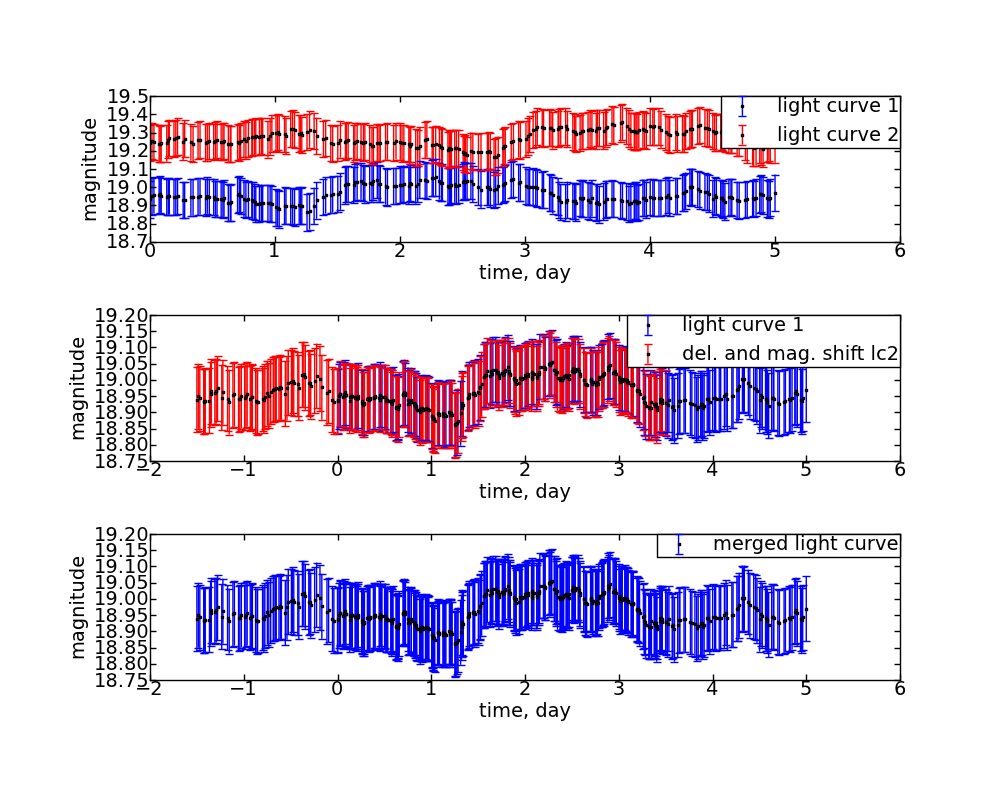 19.5
19.4
19.3
19.2
19.1
19.0
18.9
18.8
18.7
magnitude
light curve 1
light curve 2
0 1 2 3 4 5 6
time, day
19.20
19.15
19.10
19.05
19.00
18.95
18.90
18.85
18.80
18.75
magnitude
light curve 1
del. and mag. shift lc2
−2 −1 0 1 2 3 4 5 6
time, day
19.20
19.15
19.10
19.05
19.00
18.95
18.90
18.85
18.80
18.75
magnitude
merged light curve
−2 −1 0 1 2 3 4 5 6
time, day